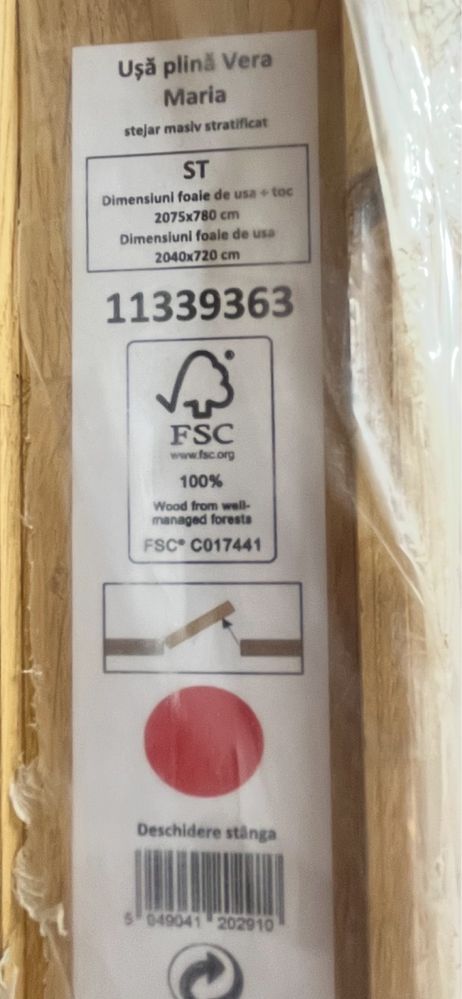 Ușă plină Vera
Maria
stejar masiv stratificat
ST
Dimensiuni foaie de usa + toc
2075x780 cm
Dimensiuni foaie de usa
2040x720 cm
11339363
FSC
www.fsc.org
100%
Wood from well-
managed forests
FSC® C017441
Deschidere stânga
5 949041 202910